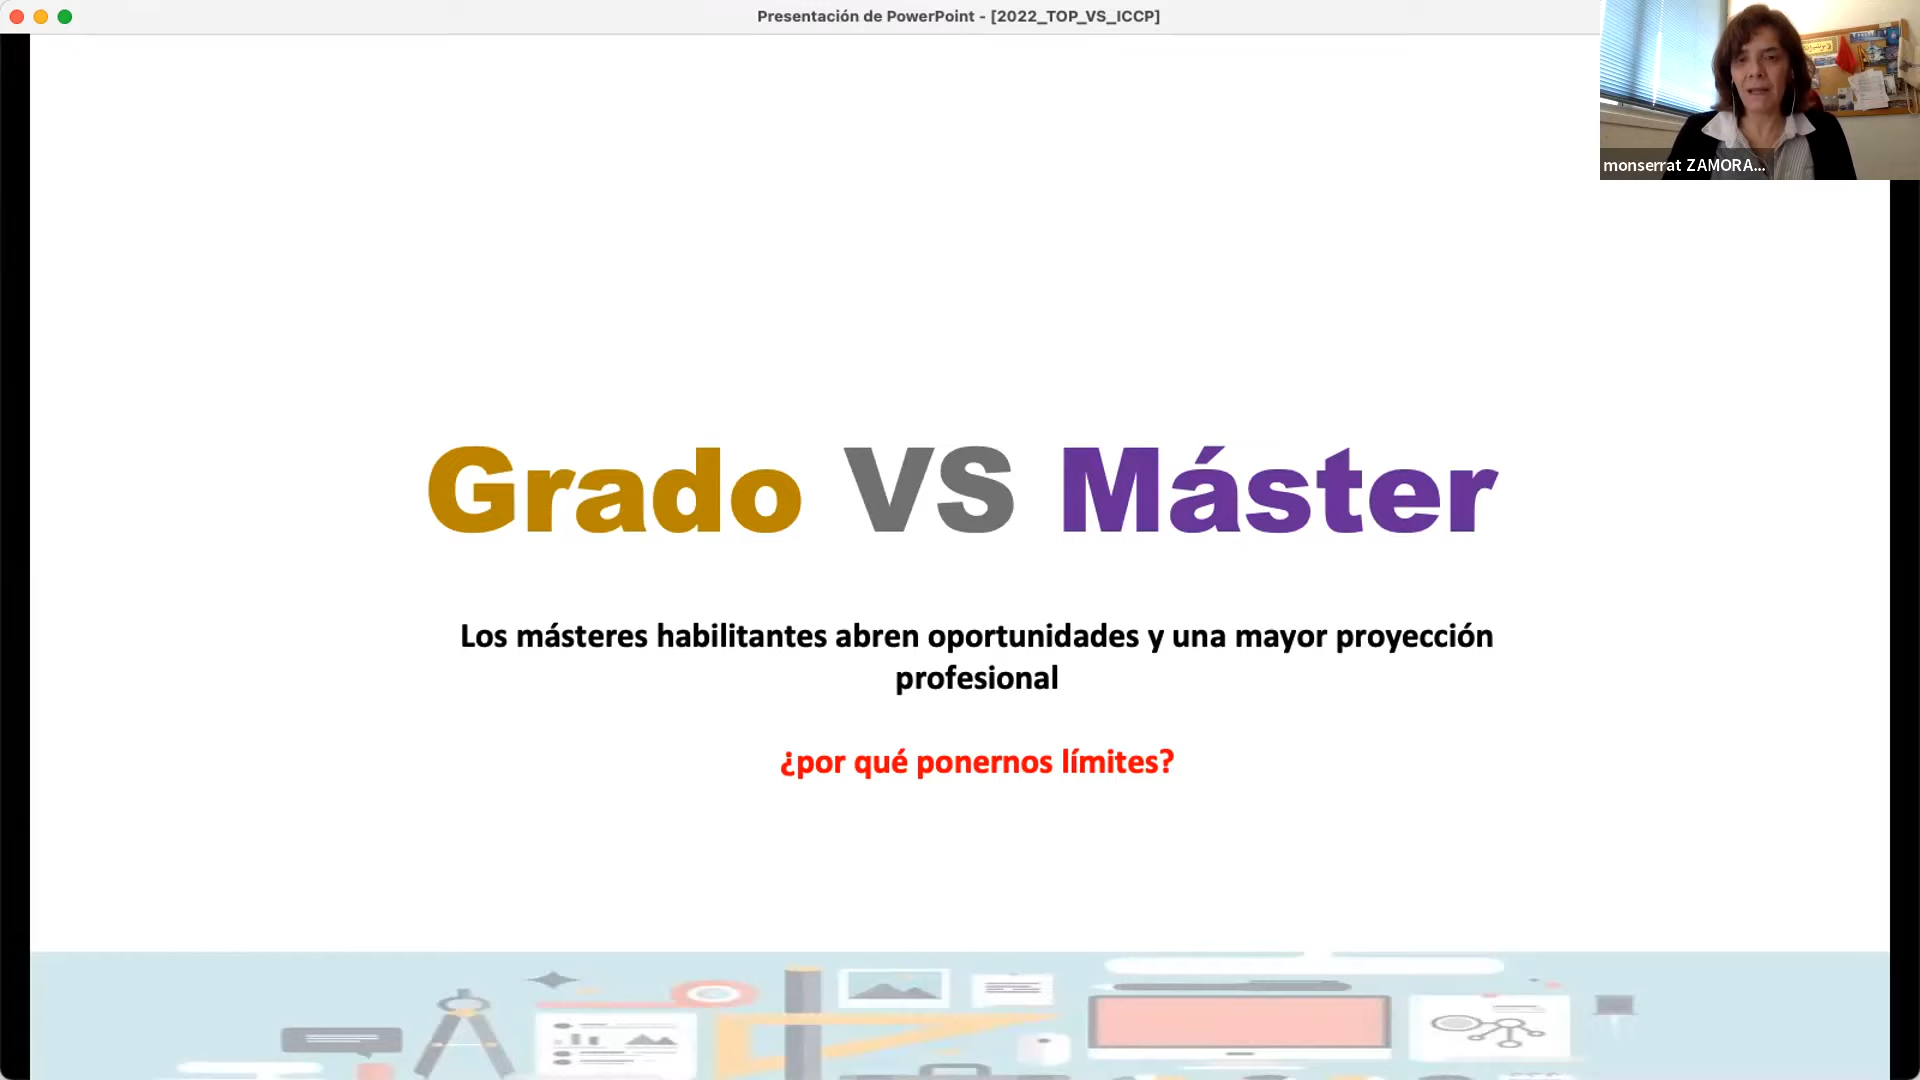 Presentación de PowerPoint - [2022_TOP_VS_ICCP]
monserrat ZAMORA...
Grado VS Máster
Los másteres habilitantes abren oportunidades y una mayor proyección
profesional
¿por qué ponernos límites?